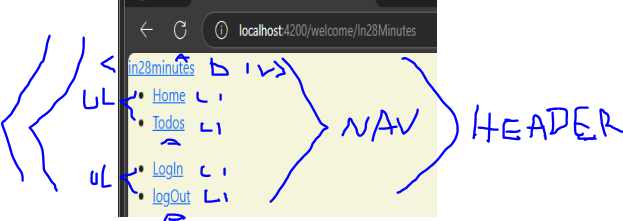 localhost:4200/welcome/In28Minutes
< in28minutes DIV>
A
UL Home LI
Todos LI
A
NAV
HEADER
UL LogIn LI
logOut LI
A